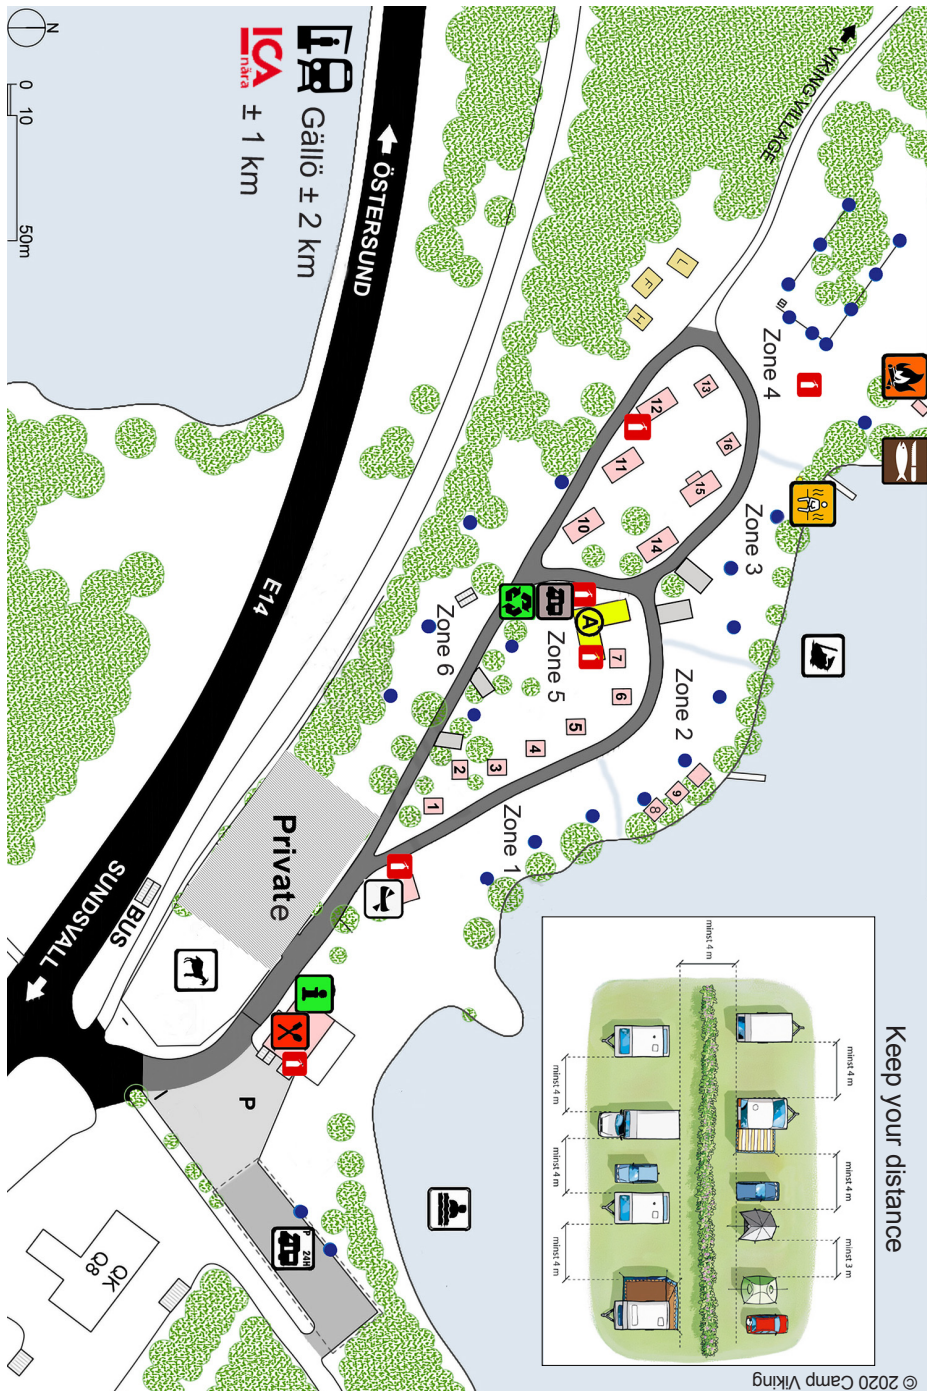 N
0 10 50m
ICA
nära
± 1 km
Gällö ± 2 km
ÖSTERSUND
E14
SUNDSVALL
BUS
VIKING VILLAGE
L
F
H
Zone 4
Zone 3
Zone 2
Zone 1
Zone 5
Zone 6
13
12
16
11
15
10
14
A
7
6
5
4
3
2
1
9
8
Private
i
P
P 24H
QK
Q8
Keep your distance
minst 4 m
minst 4 m
minst 4 m
minst 3 m
minst 4 m
minst 4 m
minst 4 m
© 2020 Camp Viking